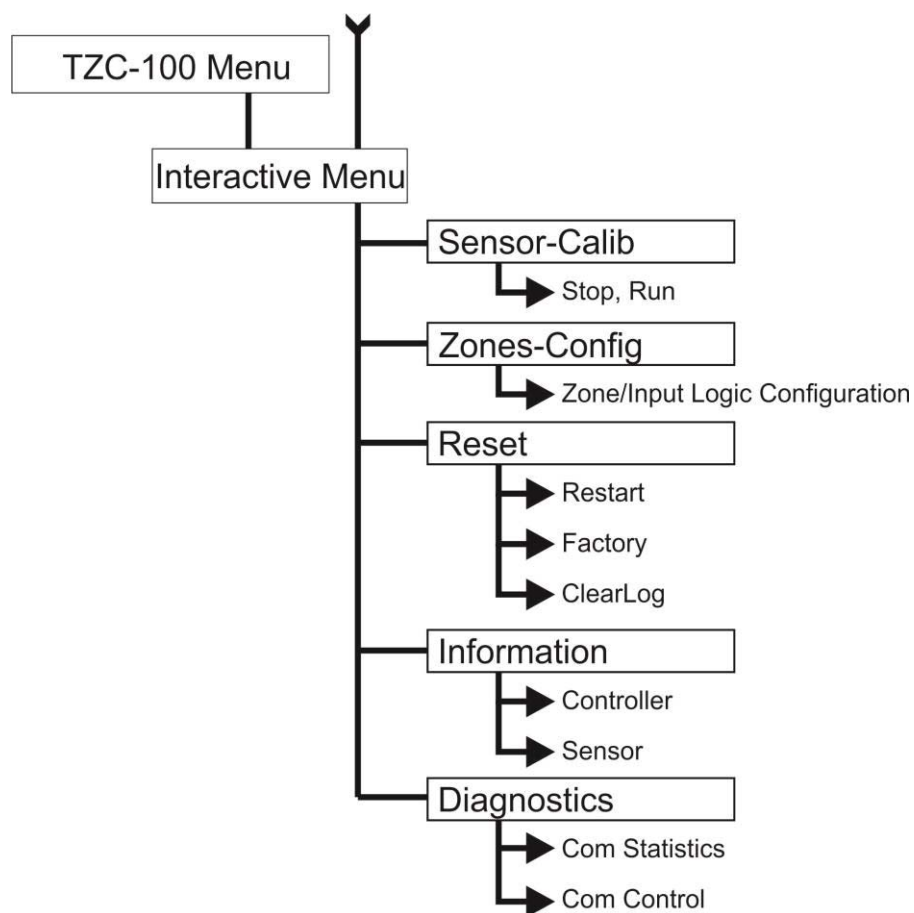 TZC-100 Menu
Interactive Menu
Sensor-Calib
Stop, Run
Zones-Config
Zone/Input Logic Configuration
Reset
Restart
Factory
ClearLog
Information
Controller
Sensor
Diagnostics
Com Statistics
Com Control